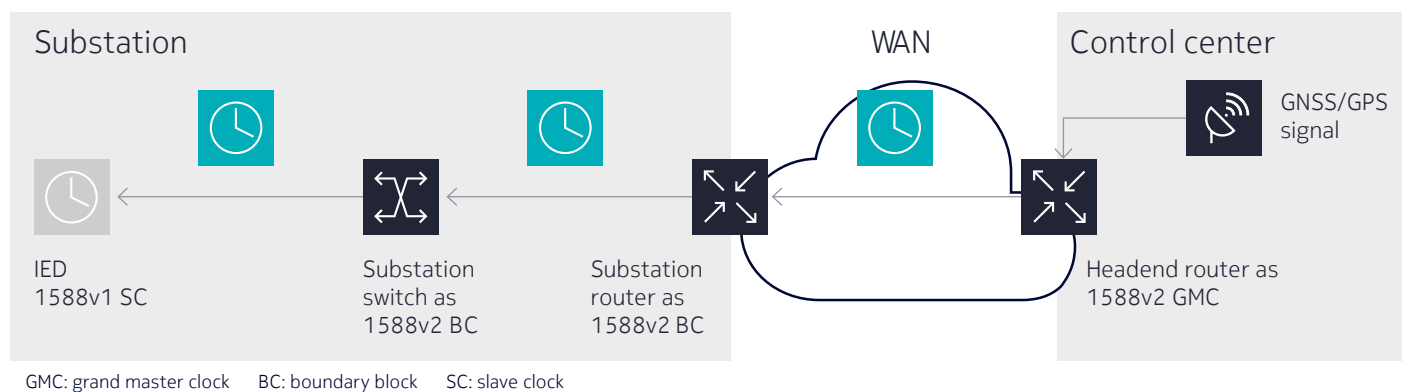 Substation
WAN
Control center
GNSS/GPS
signal
IED
1588v1 SC
Substation
switch as
1588v2 BC
Substation
router as
1588v2 BC
Headend router as
1588v2 GMC
GMC: grand master clock BC: boundary block SC: slave clock